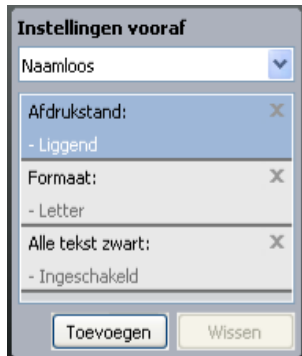 Instellingen vooraf
Naamloos
Afdrukstand:
- Liggend
Formaat:
- Letter
Alle tekst zwart:
- Ingeschakeld
Toevoegen Wissen